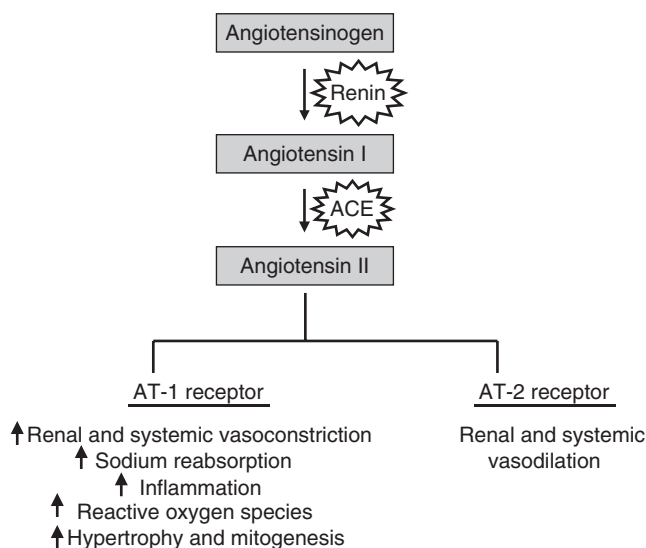 Angiotensinogen
Renin
Angiotensin I
ACE
Angiotensin II
AT-1 receptor
Renal and systemic vasoconstriction
Sodium reabsorption
Inflammation
Reactive oxygen species
Hypertrophy and mitogenesis
AT-2 receptor
Renal and systemic
vasodilation